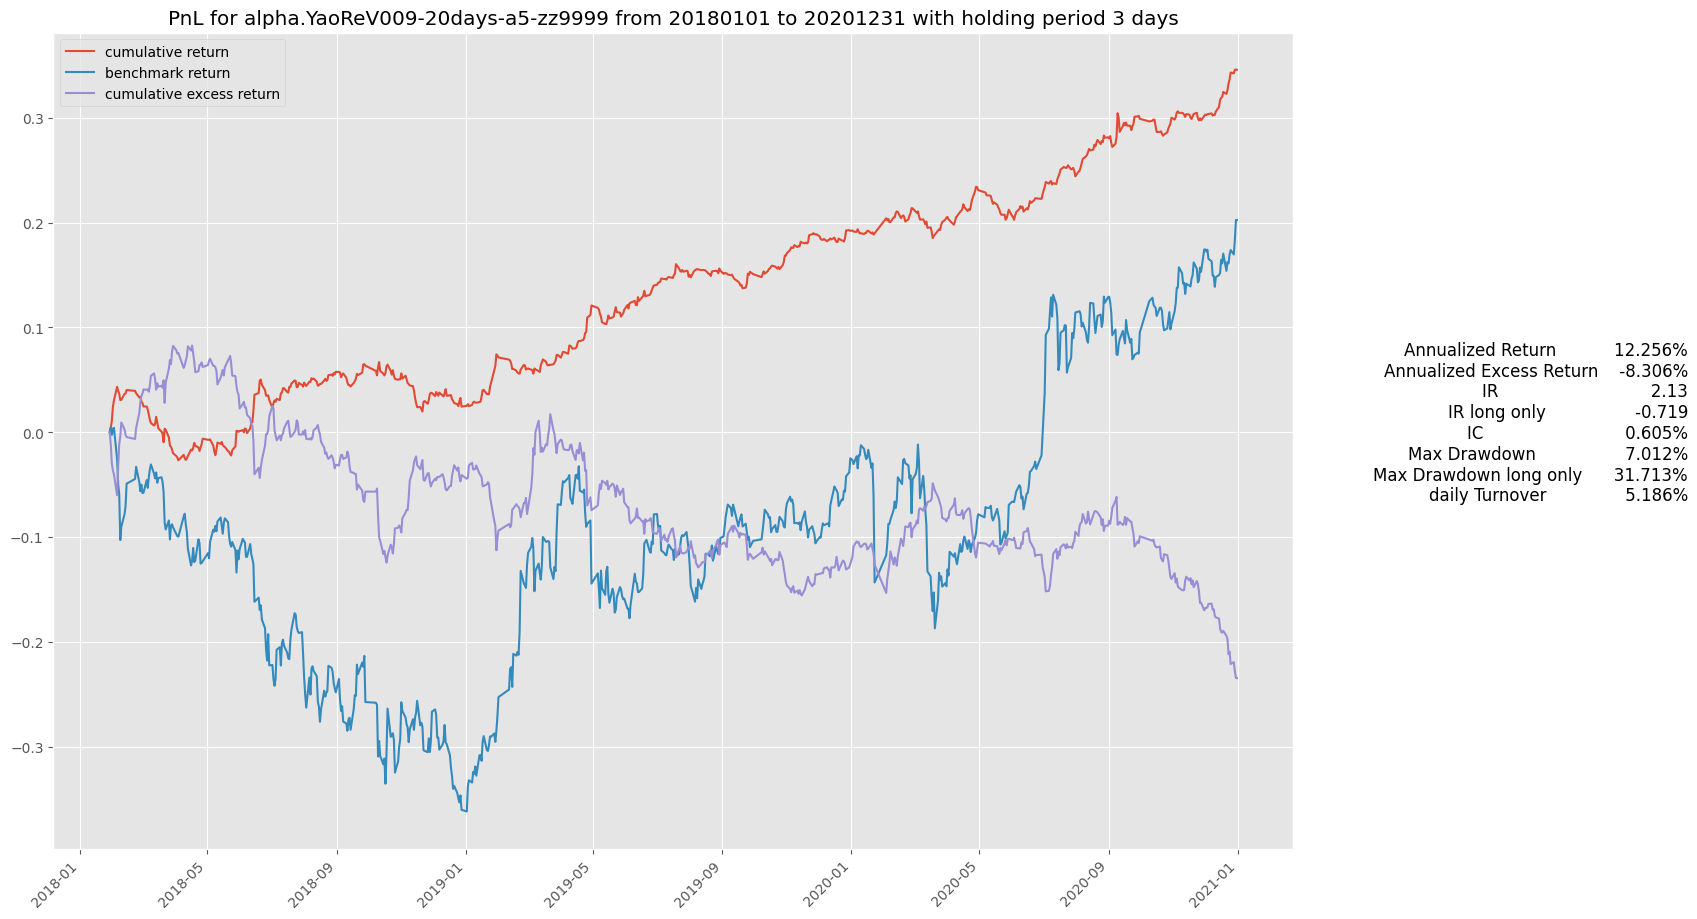 PnL for alpha.YaoReV009-20days-a5-zz9999 from 20180101 to 20201231 with holding period 3 days
cumulative return
benchmark return
cumulative excess return
0.3
0.2
0.1
0.0
−0.1
−0.2
−0.3
2018-01
2018-05
2018-09
2019-01
2019-05
2019-09
2020-01
2020-05
2020-09
2021-01
Annualized Return 12.256%
Annualized Excess Return -8.306%
IR 2.13
IR long only -0.719
IC 0.605%
Max Drawdown 7.012%
Max Drawdown long only 31.713%
daily Turnover 5.186%